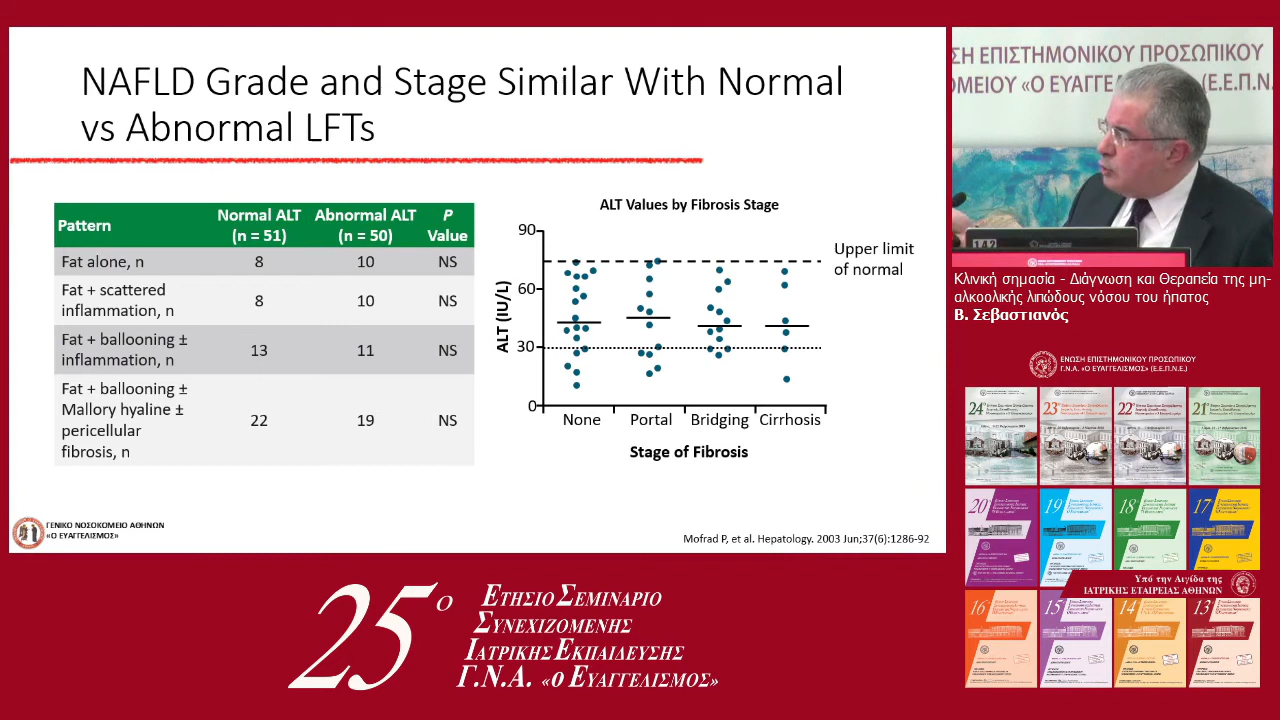 NAFLD Grade and Stage Similar With Normal
vs Abnormal LFTs
Pattern
Normal ALT
(n = 51)
Abnormal ALT
(n = 50)
P
Value
Fat alone, n
8
10
NS
Fat + scattered
inflammation, n
8
10
NS
Fat + ballooning ±
inflammation, n
13
11
NS
Fat + ballooning ±
Mallory hyaline ±
pericellular
fibrosis, n
22
19
NS
ALT Values by Fibrosis Stage
90
60
30
0
ALT (IU/L)
Upper limit
of normal
None
Portal
Bridging
Cirrhosis
Stage of Fibrosis
ΓΕΝΙΚΟ ΝΟΣΟΚΟΜΕΙΟ ΑΘΗΝΩΝ
«Ο ΕΥΑΓΓΕΛΙΣΜΟΣ»
Mofrad P, et al. Hepatology. 2003 Jun;37(6):1286-92
ΣΗ ΕΠΙΣΤΗΜΟΝΙΚΟΥ ΠΡΟΣΩΠΙΚΟΥ
ΟΜΕΙΟΥ «Ο ΕΥΑΓΓΕΛΙΣΜΟΣ» (Ε.Ε.Π.Ν.Ε
142
Κλινική σημασία - Διάγνωση και Θεραπεία της μη-
αλκοολικής λιπώδους νόσου του ήπατος
Β. Σεβαστιανός
ΕΝΩΣΗ ΕΠΙΣΤΗΜΟΝΙΚΟΥ ΠΡΟΣΩΠΙΚΟΥ
Γ.Ν.Α. «Ο ΕΥΑΓΓΕΛΙΣΜΟΣ» (Ε.Ε.Π.Ν.Ε.)
24°
23°
22°
21°
20°
19°
18°
17°
Υπό την Αιγίδα της
ΙΑΤΡΙΚΗΣ ΕΤΑΙΡΕΙΑΣ ΑΘΗΝΩΝ
16°
15°
14°
13°
25°
ΕΤΗΣΙΟ ΣΕΜΙΝΑΡΙΟ
ΣΥΝΕΧΙΖΟΜΕΝΗΣ
ΙΑΤΡΙΚΗΣ ΕΚΠΑΙΔΕΥΣΗΣ
Γ.Ν.Α. «Ο ΕΥΑΓΓΕΛΙΣΜΟΣ»